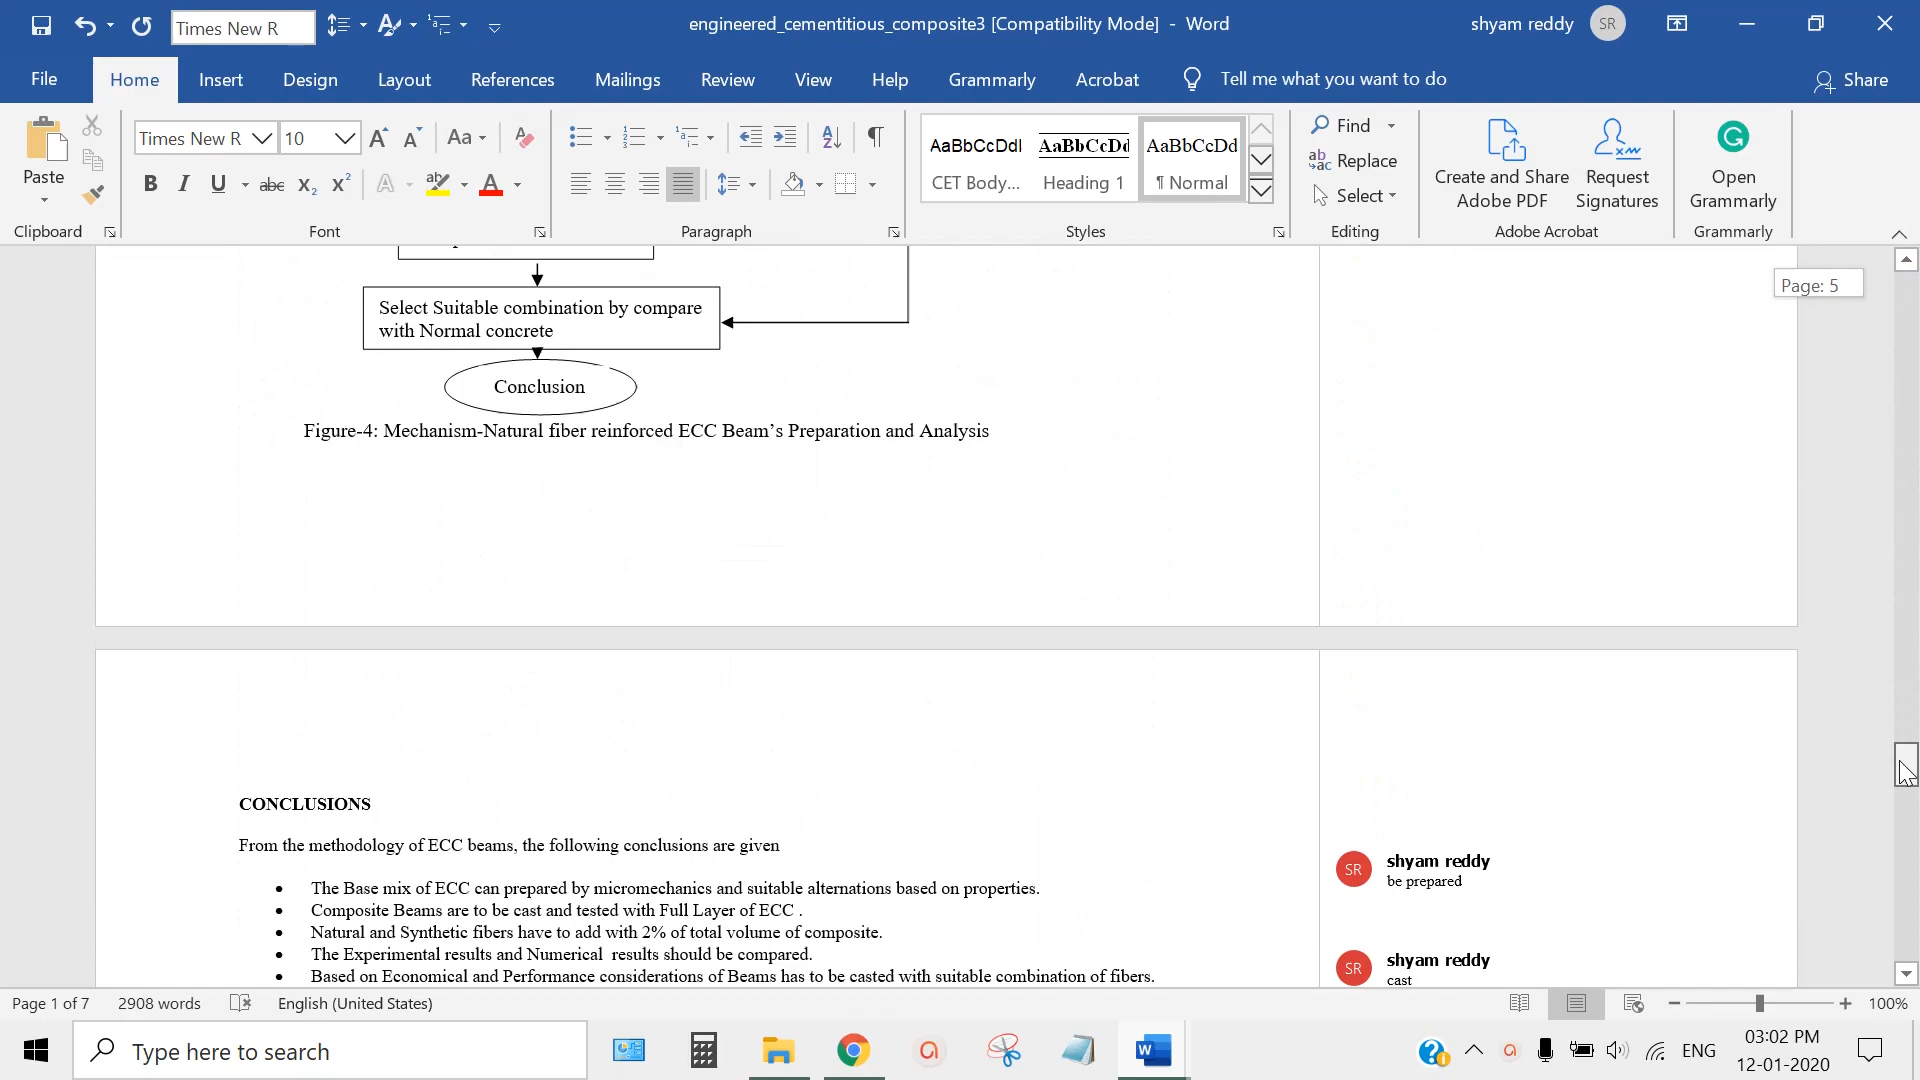 Times New R
engineered_cementitious_composite3 [Compatibility Mode] - Word
shyam reddy
SR
File
Home
Insert
Design
Layout
References
Mailings
Review
View
Help
Grammarly
Acrobat
Tell me what you want to do
Share
Paste
Clipboard
Times New R
10
Aa
B I U abc X₂ X² A A
Font
Paragraph
AaBbCcDdI
CET Body...
AaBbCcDd
Heading 1
AaBbCcDd
¶ Normal
Styles
Find
Replace
Select
Editing
Create and Share
Adobe PDF
Request
Signatures
Adobe Acrobat
Open
Grammarly
Grammarly
Page: 5
Select Suitable combination by compare
with Normal concrete
Conclusion
Figure-4: Mechanism-Natural fiber reinforced ECC Beam's Preparation and Analysis
CONCLUSIONS
From the methodology of ECC beams, the following conclusions are given
• The Base mix of ECC can prepared by micromechanics and suitable alternations based on properties.
• Composite Beams are to be cast and tested with Full Layer of ECC .
• Natural and Synthetic fibers have to add with 2% of total volume of composite.
• The Experimental results and Numerical  results should be compared.
• Based on Economical and Performance considerations of Beams has to be casted with suitable combination of fibers.
SR
shyam reddy
be prepared
SR
shyam reddy
cast
Page 1 of 7
2908 words
English (United States)
100%
Type here to search
ENG
03:02 PM
12-01-2020